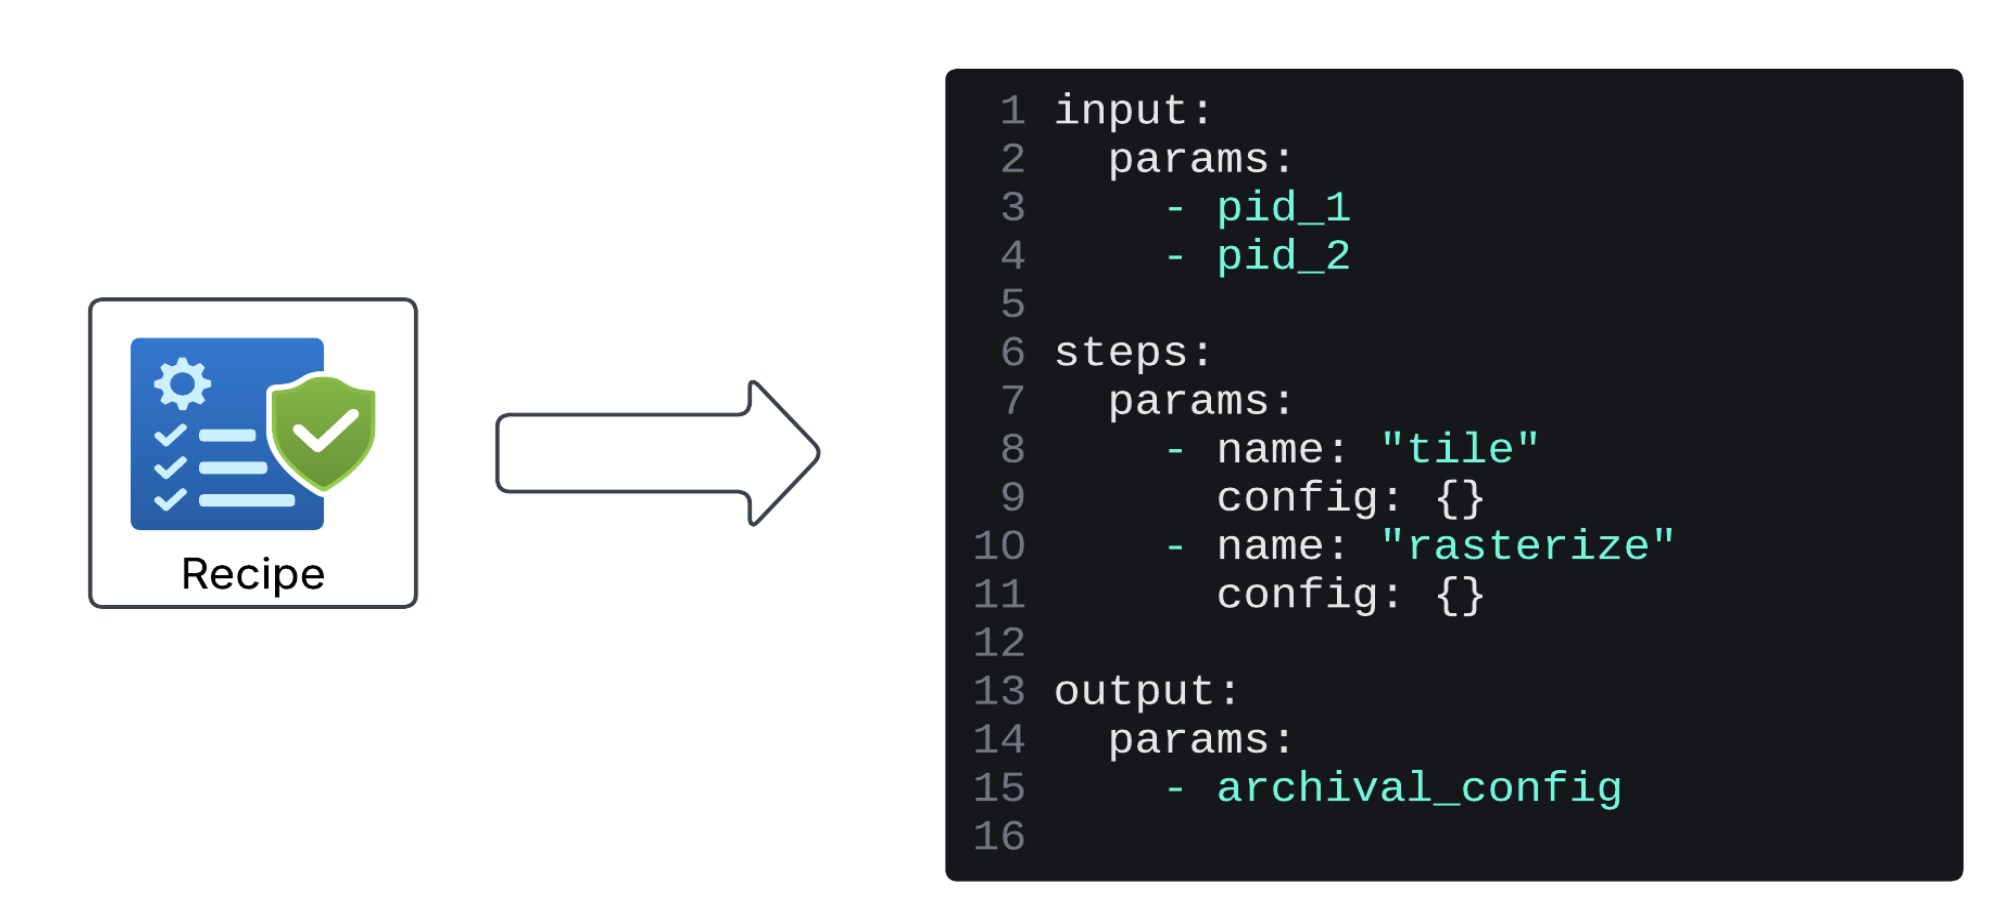 Recipe
1 input:
2   params:
3     - pid_1
4     - pid_2
5
6 steps:
7   params:
8     - name: "tile"
9       config: {}
10     - name: "rasterize"
11       config: {}
12
13 output:
14   params:
15     - archival_config
16